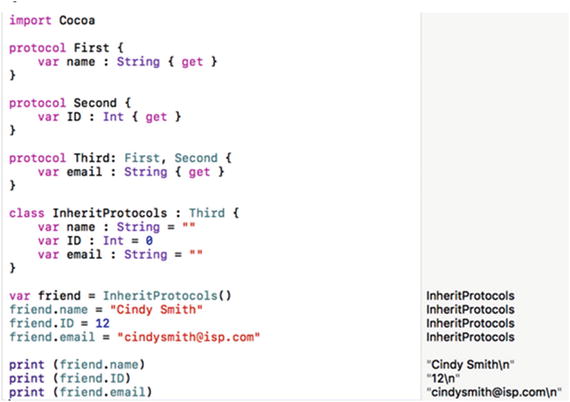 import Cocoa
protocol First {
var name : String { get }
}
protocol Second {
var ID : Int { get }
}
protocol Third: First, Second {
var email : String { get }
}
class InheritProtocols : Third {
var name : String = ""
var ID : Int = 0
var email : String = ""
}
var friend = InheritProtocols() InheritProtocols
friend.name = "Cindy Smith" InheritProtocols
friend.ID = 12 InheritProtocols
friend.email = "cindysmith@isp.com" InheritProtocols
print (friend.name) "Cindy Smith\n"
print (friend.ID) "12\n"
print (friend.email) "cindysmith@isp.com\n"